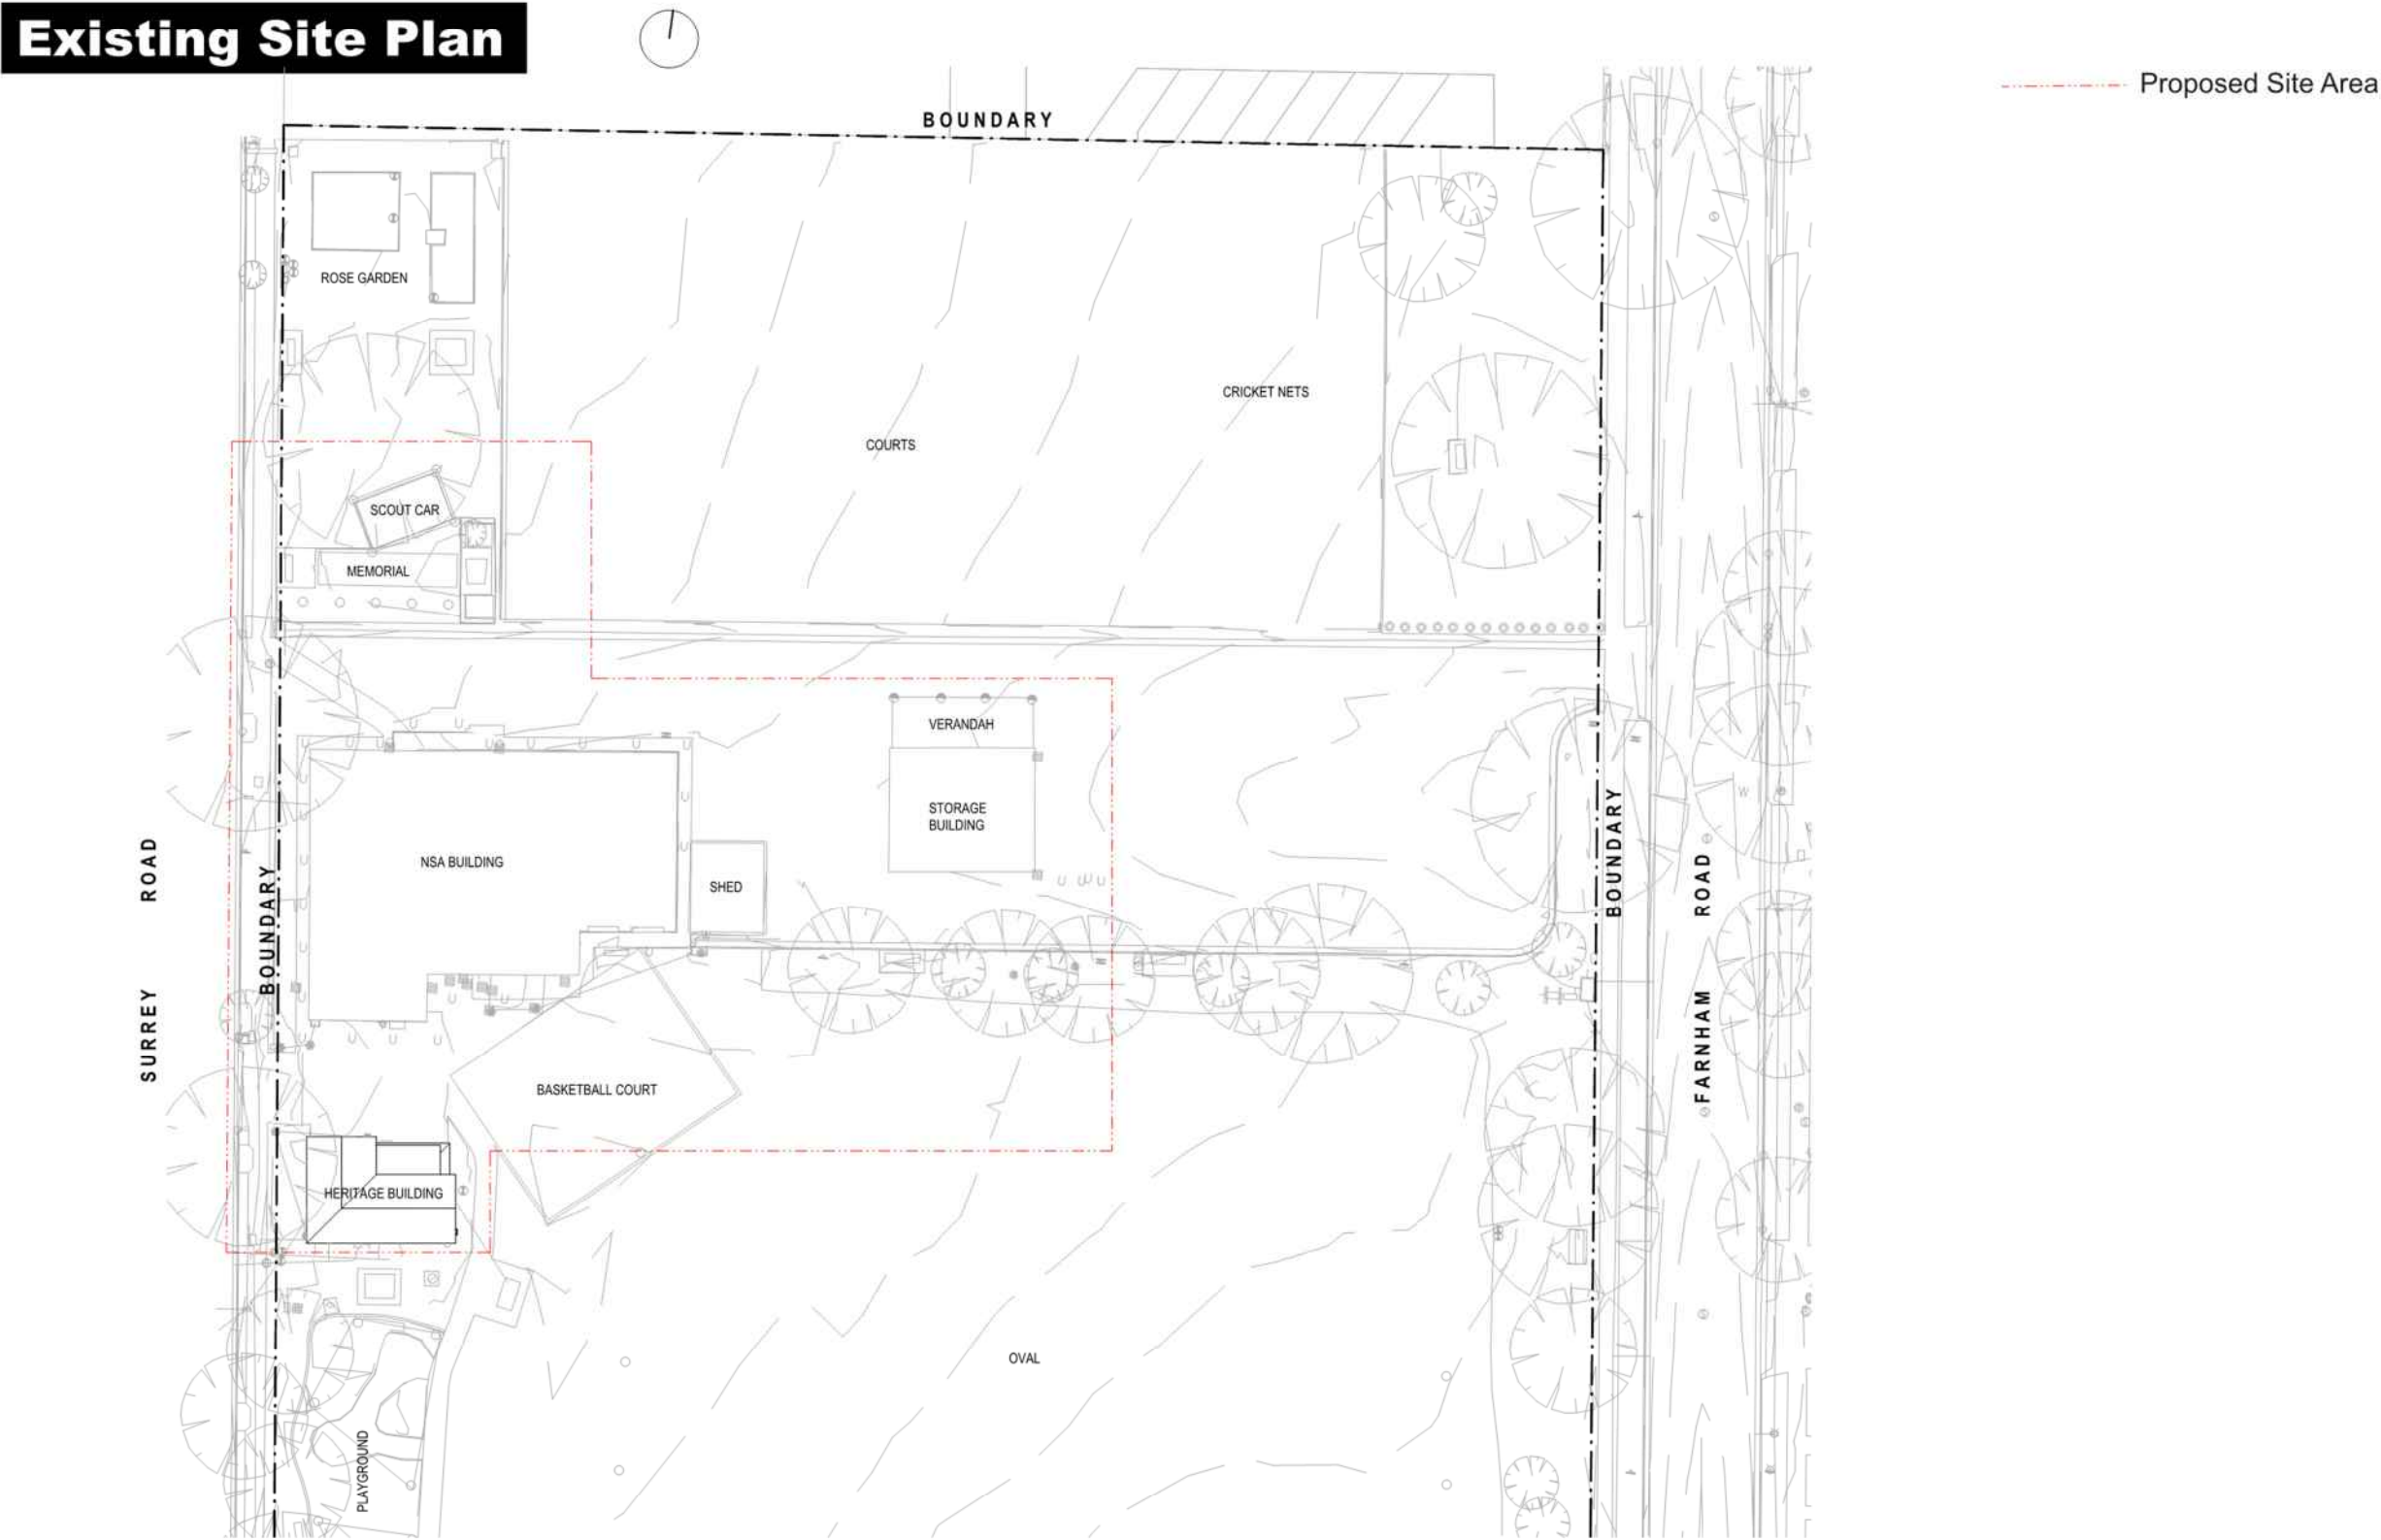 Existing Site Plan
Proposed Site Area
BOUNDARY
ROSE GARDEN
CRICKET NETS
COURTS
SCOUT CAR
MEMORIAL
VERANDAH
STORAGE
BUILDING
NSA BUILDING
SHED
SURREY ROAD
BOUNDARY
BOUNDARY
FARNHAM ROAD
BASKETBALL COURT
HERITAGE BUILDING
OVAL
PLAYGROUND